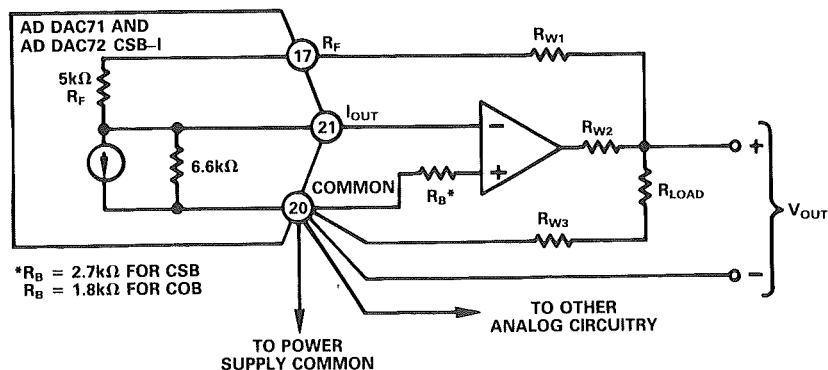 AD DAC71 AND
AD DAC72 CSB–I
17
RF
RW1
5kΩ
RF
21
IOUT
–
+
RW2
+
6.6kΩ
COMMON
RB*
RLOAD
VOUT
20
RW3
–
*RB = 2.7kΩ FOR CSB
RB = 1.8kΩ FOR COB
TO OTHER
ANALOG CIRCUITRY
TO POWER
SUPPLY COMMON